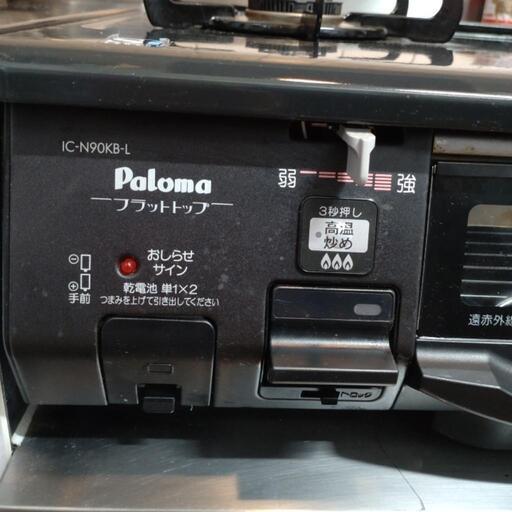 IC-N90KB-L
Paloma
フラットトップ
弱 強
3秒押し
高温
炒め
おしらせ
サイン
乾電池 単1×2
つまみを上げて引き出してください
⊖
⊕
手前
ロック
遠赤外線